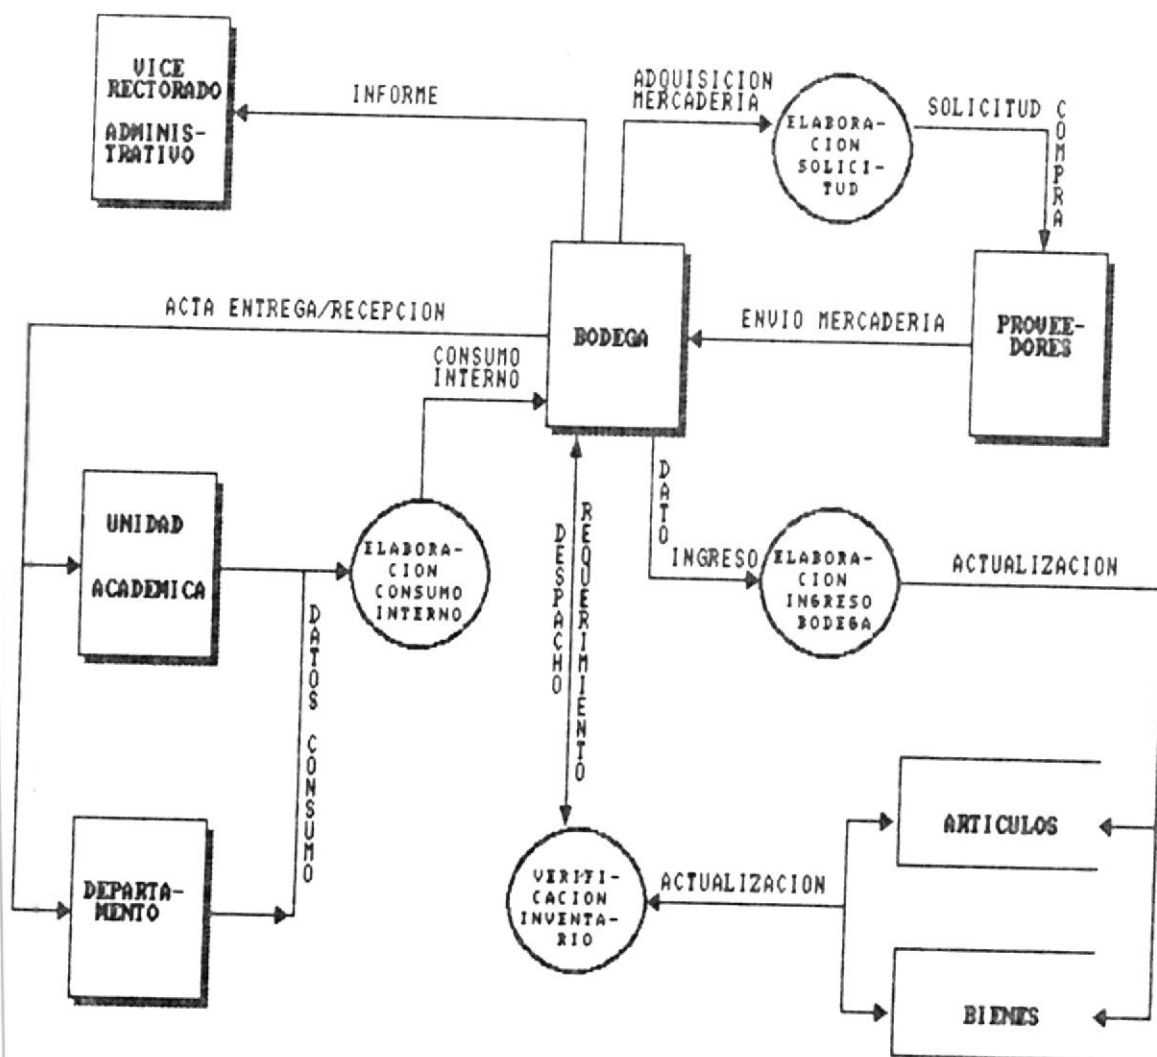 VICE
RECTORADO
ADMINIS-
TRATIVO
INFORME
ADQUISICION
MERCADERIA
ELABORA-
CION
SOLICI-
TUD
SOLICITUD
COMPRA
ACTA ENTREGA/RECEPCION
BODEGA
ENVIO MERCADERIA
PROVEE-
DORES
CONSUMO
INTERNO
UNIDAD
ACADEMICA
ELABORA-
CION
CONSUMO
INTERNO
DATOS CONSUMO
DESPACHO
REQUERIMIENTO
DATO
INGRESO
ELABORA-
CION
INGRESO
BODEGA
ACTUALIZACION
DEPARTA-
MENTO
VERIFI-
CACION
INVENTA-
RIO
ACTUALIZACION
ARTICULOS
BIENES